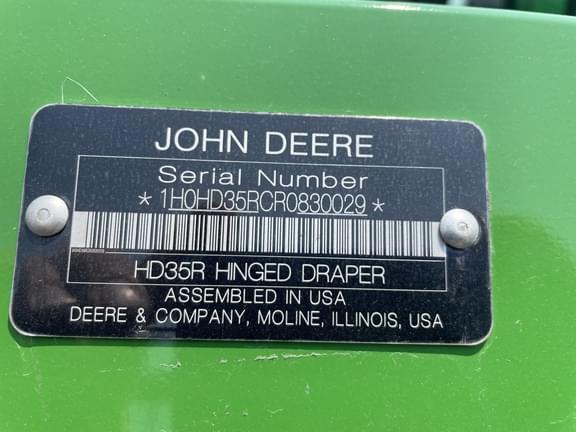 JOHN DEERE
Serial Number
*1H0HD35RCR0830029*
HD35R HINGED DRAPER
ASSEMBLED IN USA
DEERE & COMPANY, MOLINE, ILLINOIS, USA